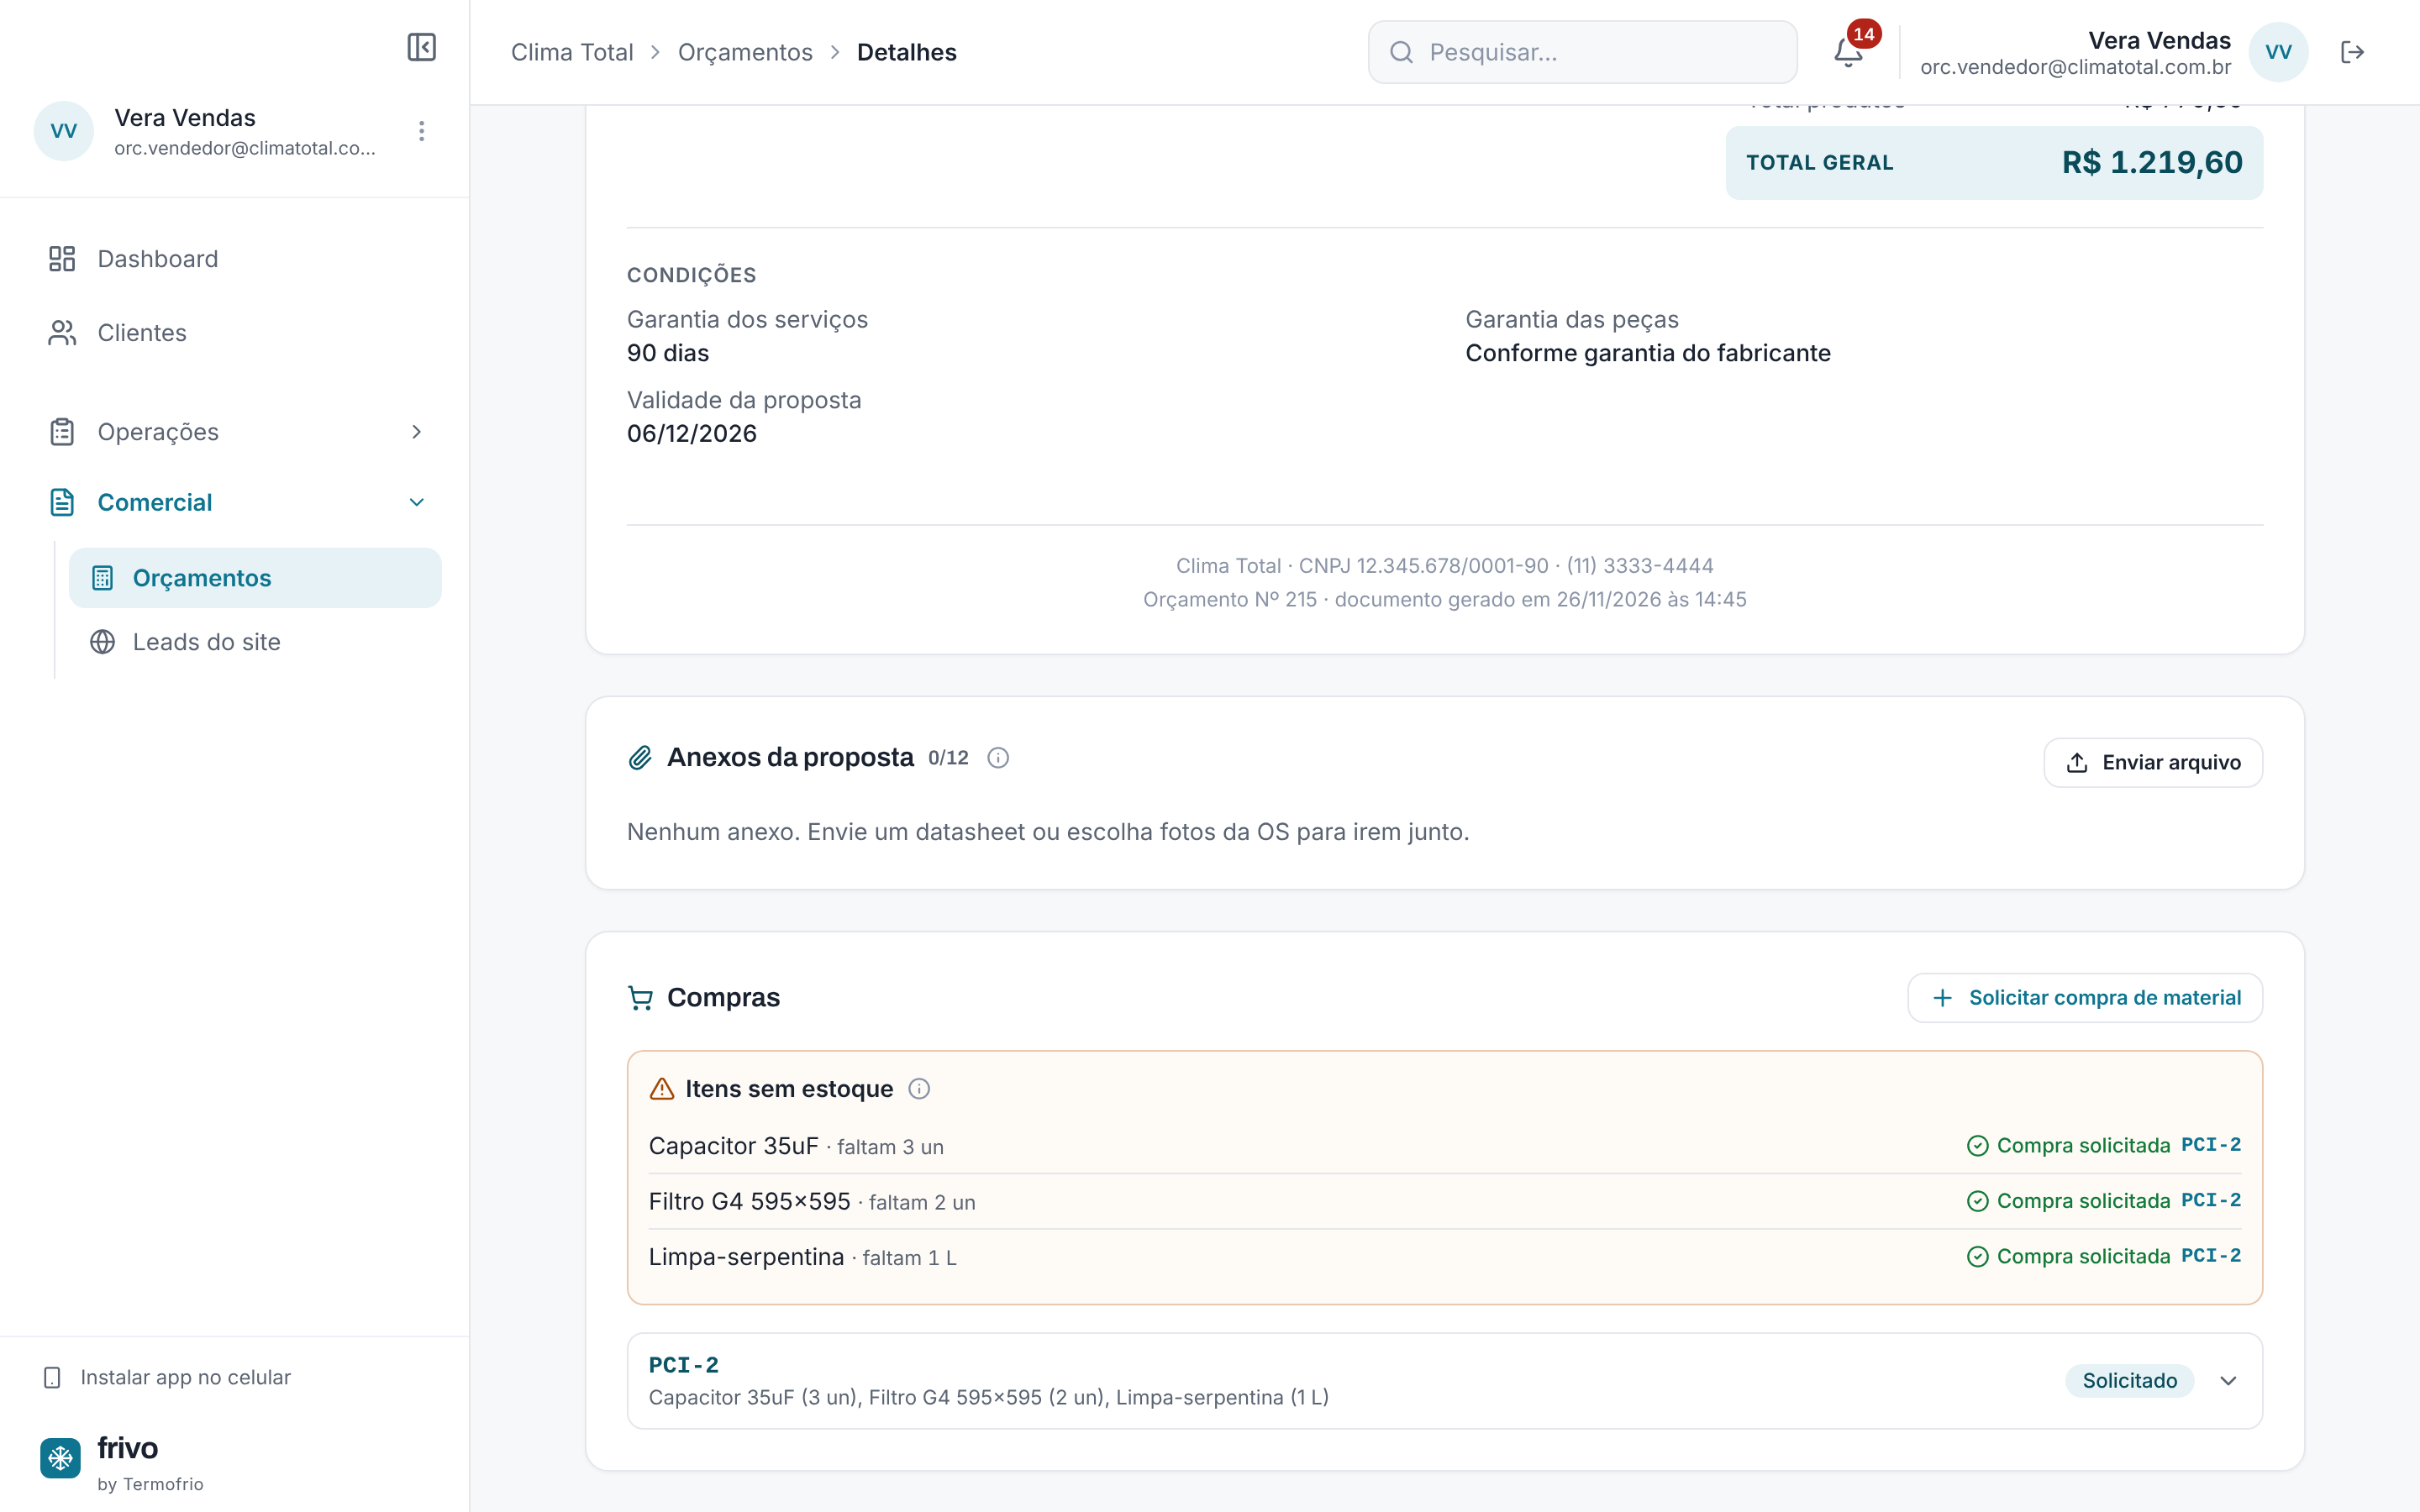 Clima Total > Orçamentos > Detalhes
Pesquisar...
14
Vera Vendas
orc.vendedor@climatotal.com.br
VV
VV
Vera Vendas
orc.vendedor@climatotal.co...
Dashboard
Clientes
Operações
Comercial
Orçamentos
Leads do site
Instalar app no celular
frivo
by Termofrio
TOTAL GERAL R$ 1.219,60
CONDIÇÕES
Garantia dos serviços
90 dias
Garantia das peças
Conforme garantia do fabricante
Validade da proposta
06/12/2026
Clima Total · CNPJ 12.345.678/0001-90 · (11) 3333-4444
Orçamento Nº 215 · documento gerado em 26/11/2026 às 14:45
Anexos da proposta 0/12
Enviar arquivo
Nenhum anexo. Envie um datasheet ou escolha fotos da OS para irem junto.
Compras
Solicitar compra de material
Itens sem estoque
Capacitor 35uF · faltam 3 un Compra solicitada PCI-2
Filtro G4 595×595 · faltam 2 un Compra solicitada PCI-2
Limpa-serpentina · faltam 1 L Compra solicitada PCI-2
PCI-2
Capacitor 35uF (3 un), Filtro G4 595×595 (2 un), Limpa-serpentina (1 L)
Solicitado